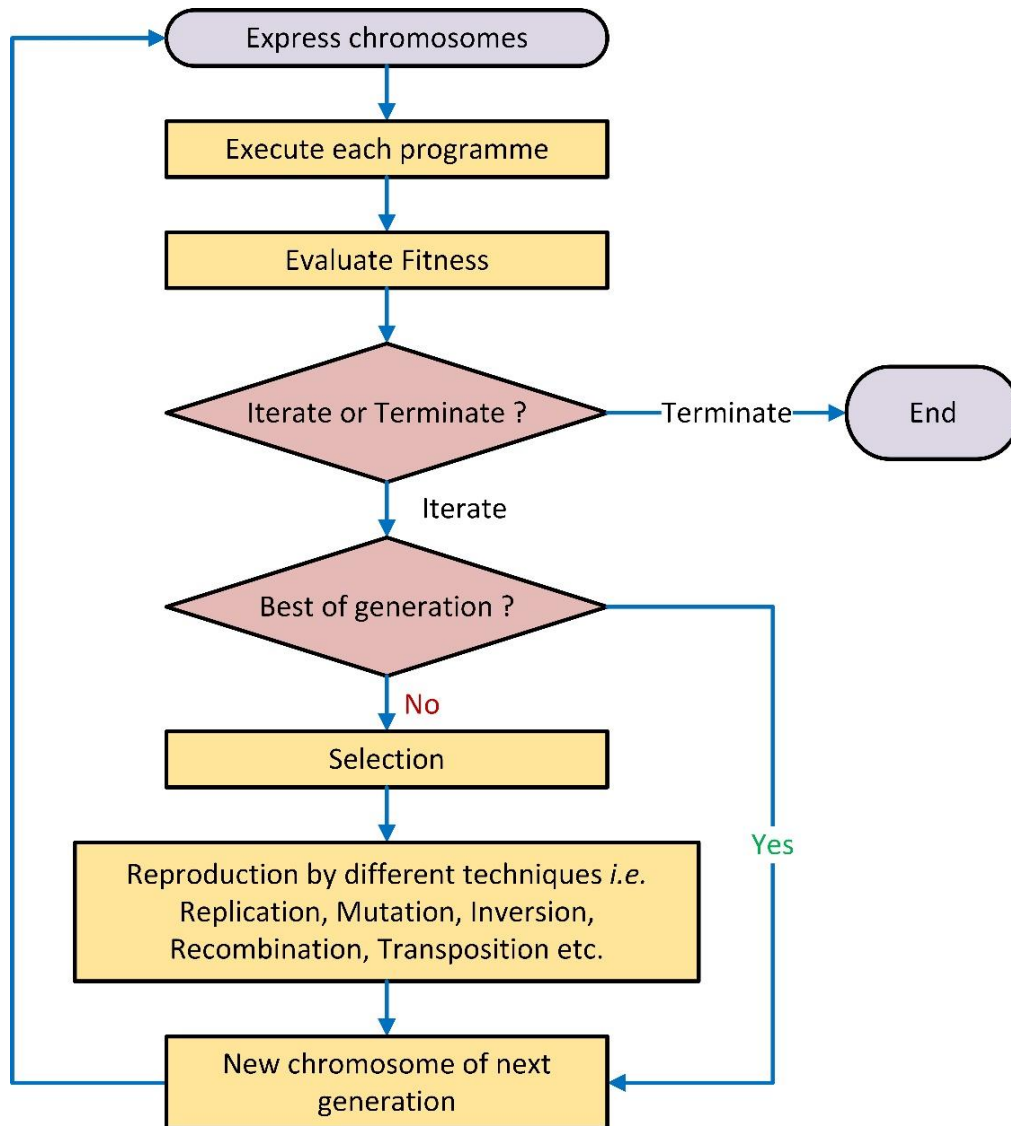 Express chromosomes
Execute each programme
Evaluate Fitness
Iterate or Terminate ?
Terminate
End
Iterate
Best of generation ?
No
Selection
Yes
Reproduction by different techniques i.e.
Replication, Mutation, Inversion,
Recombination, Transposition etc.
New chromosome of next
generation